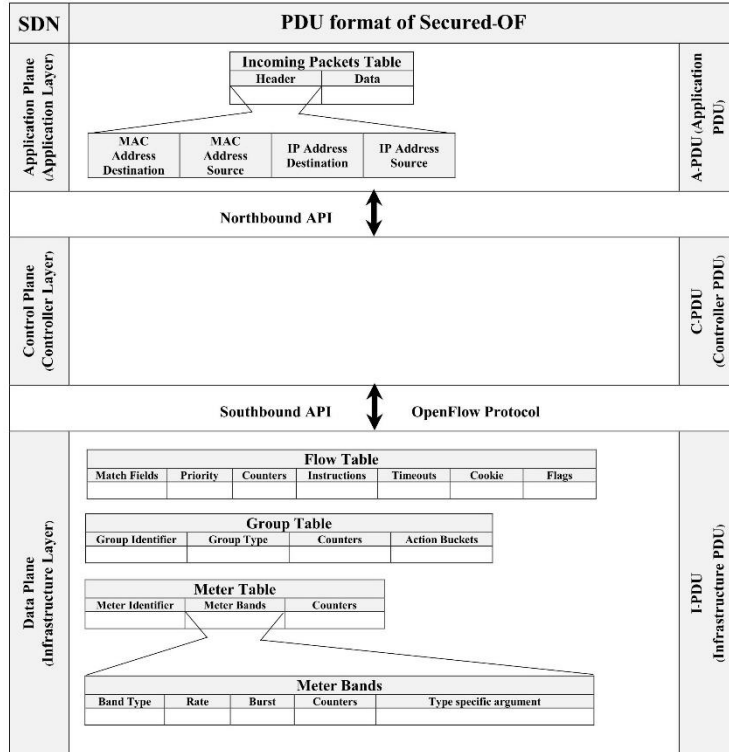 SDN
PDU format of Secured-OF
Application Plane
(Application Layer)
Incoming Packets Table
Header Data
MAC Address Destination
MAC Address Source
IP Address Destination
IP Address Source
A-PDU (Application PDU)
Northbound API
Control Plane
(Controller Layer)
C-PDU
(Controller PDU)
Southbound API OpenFlow Protocol
Data Plane
(Infrastructure Layer)
Flow Table
Match Fields Priority Counters Instructions Timeouts Cookie Flags
Group Table
Group Identifier Group Type Counters Action Buckets
Meter Table
Meter Identifier Meter Bands Counters
Meter Bands
Band Type Rate Burst Counters Type specific argument
I-PDU
(Infrastructure PDU)